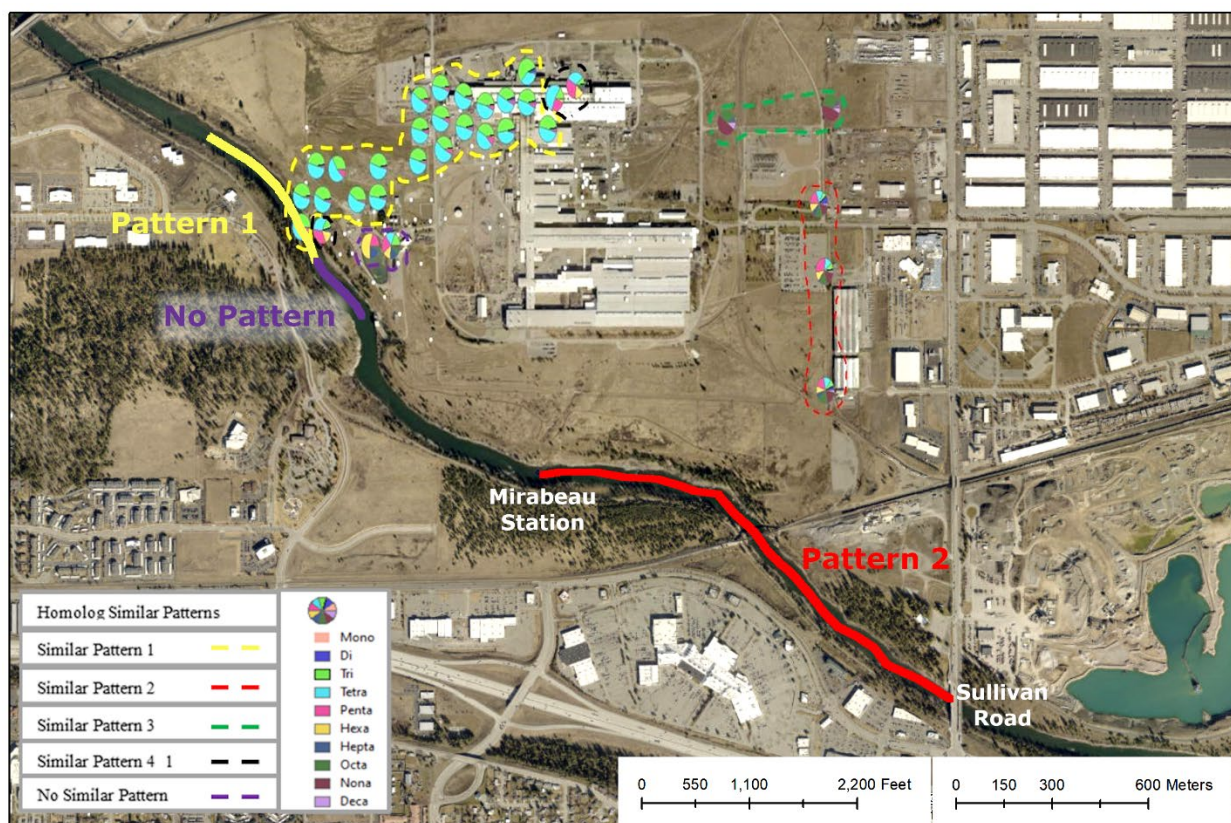 Pattern 1
No Pattern
Mirabeau
Station
Pattern 2
Sullivan
Road
Homolog Similar Patterns
Similar Pattern 1
Similar Pattern 2
Similar Pattern 3
Similar Pattern 4_1
No Similar Pattern
Mono
Di
Tri
Tetra
Penta
Hexa
Hepta
Octa
Nona
Deca
0 550 1,100 2,200 Feet
0 150 300 600 Meters